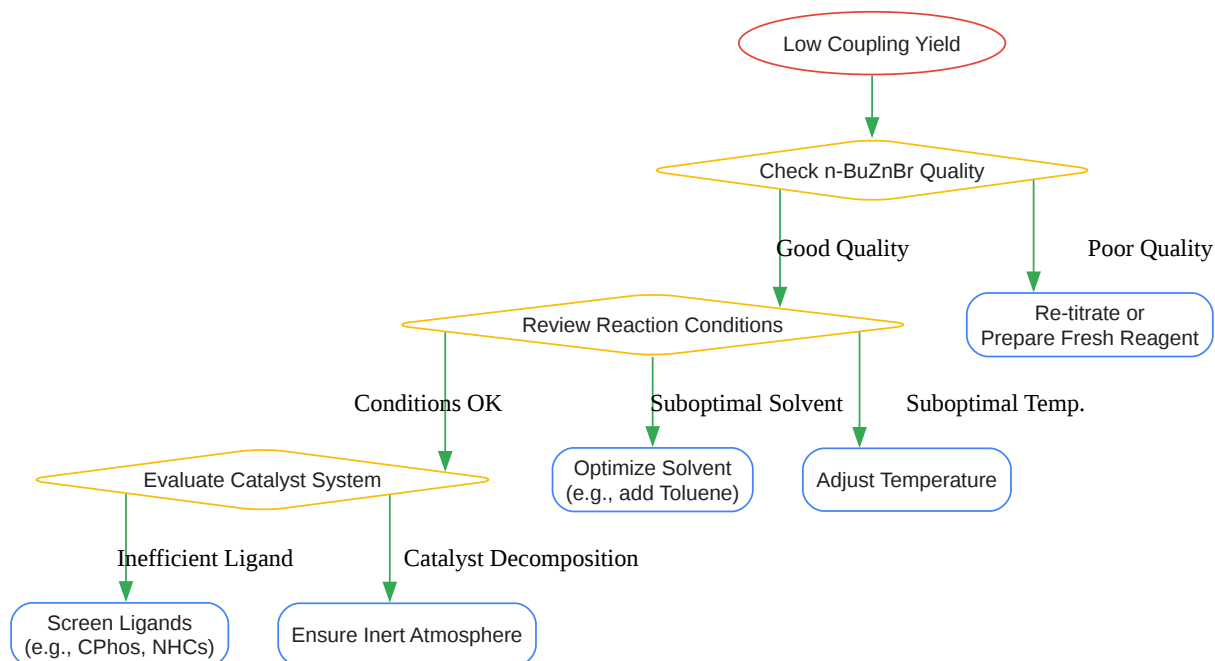 Low Coupling Yield
Check n-BuZnBr Quality
Good Quality
Poor Quality
Review Reaction Conditions
Re-titrate or
Prepare Fresh Reagent
Conditions OK
Suboptimal Solvent
Suboptimal Temp.
Evaluate Catalyst System
Optimize Solvent
(e.g., add Toluene)
Adjust Temperature
Inefficient Ligand
Catalyst Decomposition
Screen Ligands
(e.g., CPhos, NHCs)
Ensure Inert Atmosphere